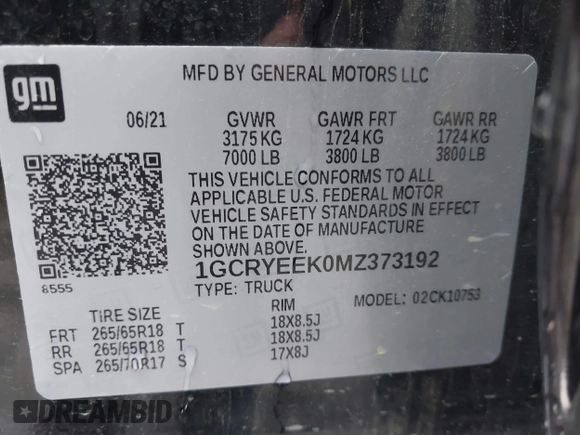 gm
MFD BY GENERAL MOTORS LLC
06/21 GVWR GAWR FRT GAWR RR
3175 KG 1724 KG 1724 KG
7000 LB 3800 LB 3800 LB
THIS VEHICLE CONFORMS TO ALL
APPLICABLE U.S. FEDERAL MOTOR
VEHICLE SAFETY STANDARDS IN EFFECT
ON THE DATE OF MANUFACTURE
SHOWN ABOVE.
1GCRYEEK0MZ373192
8555
TYPE: TRUCK MODEL: 02CK10753
TIRE SIZE RIM
FRT 265/65R18 T 18X8.5J
RR 265/65R18 T 18X8.5J
SPA 265/70R17 S 17X8J
DREAMBID